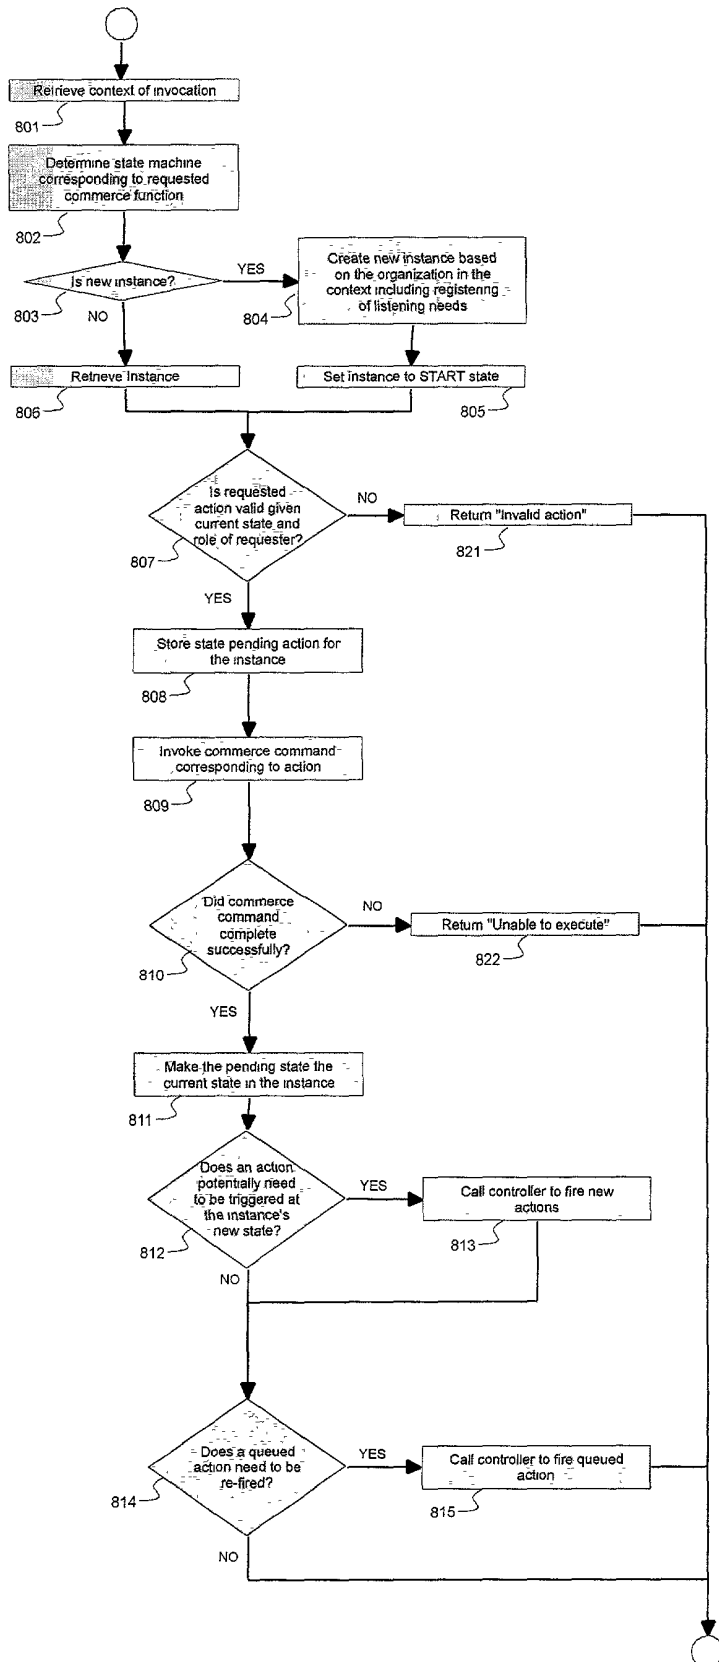 Retrieve context of invocation
801
Determine state machine
corresponding to requested
commerce function
802
Is new instance?
YES
803
NO
Create new instance based
on the organization in the
context including registering
of listening needs
804
Retrieve Instance
806
Set instance to START state
805
Is requested
action valid given
current state and
role of requester?
807
NO
Return "Invalid action"
821
YES
Store state pending action for
the instance
808
Invoke commerce command
corresponding to action
809
Did commerce
command
complete
successfully?
810
NO
Return "Unable to execute"
822
YES
Make the pending state the
current state in the instance
811
Does an action
potentially need
to be triggered at
the instance's
new state?
812
YES
Call controller to fire new
actions
813
NO
Does a queued
action need to be
re-fired?
814
YES
Call controller to fire queued
action
815
NO